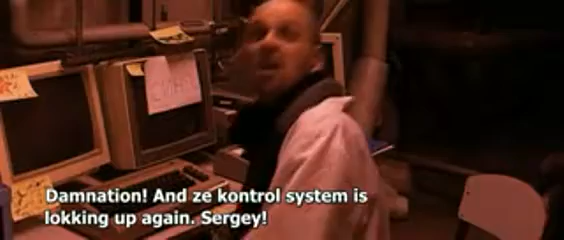 Damnation! And ze kontrol system is
lokking up again. Sergey!